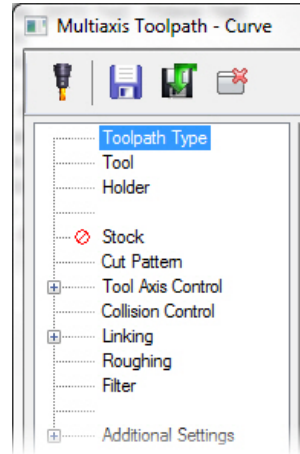 Multiaxis Toolpath - Curve
Toolpath Type
Tool
Holder
Stock
Cut Pattern
Tool Axis Control
Collision Control
Linking
Roughing
Filter
Additional Settings